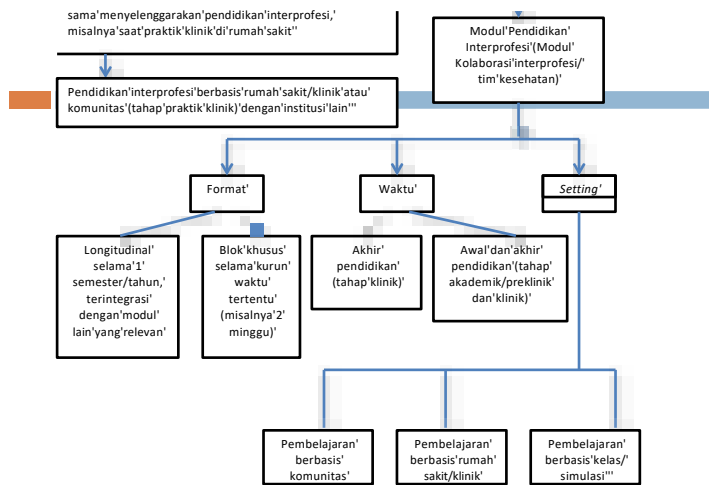 sama'menyelenggarakan'pendidikan'interprofesi,'
misalnya'saat'praktik'klinik'di'rumah'sakit''
Modul'Pendidikan'
Interprofesi'(Modul'
Kolaborasi'interprofesi/'
tim'kesehatan)'
Pendidikan'interprofesi'berbasis'rumah'sakit/klinik'atau'
komunitas'(tahap'praktik'klinik)'dengan'institusi'lain'''
Format'
Waktu'
Setting'
Longitudinal'
selama'1'
semester/tahun,'
terintegrasi'
dengan'modul'
lain'yang'relevan'
Blok'khusus'
selama'kurun'
waktu'
tertentu'
(misalnya'2'
minggu)'
Akhir'
pendidikan'
(tahap'klinik)'
Awal'dan'akhir'
pendidikan'(tahap'
akademik/preklinik'
dan'klinik)'
Pembelajaran'
berbasis'
komunitas'
Pembelajaran'
berbasis'rumah'
sakit/klinik'
Pembelajaran'
berbasis'kelas/'
simulasi'''